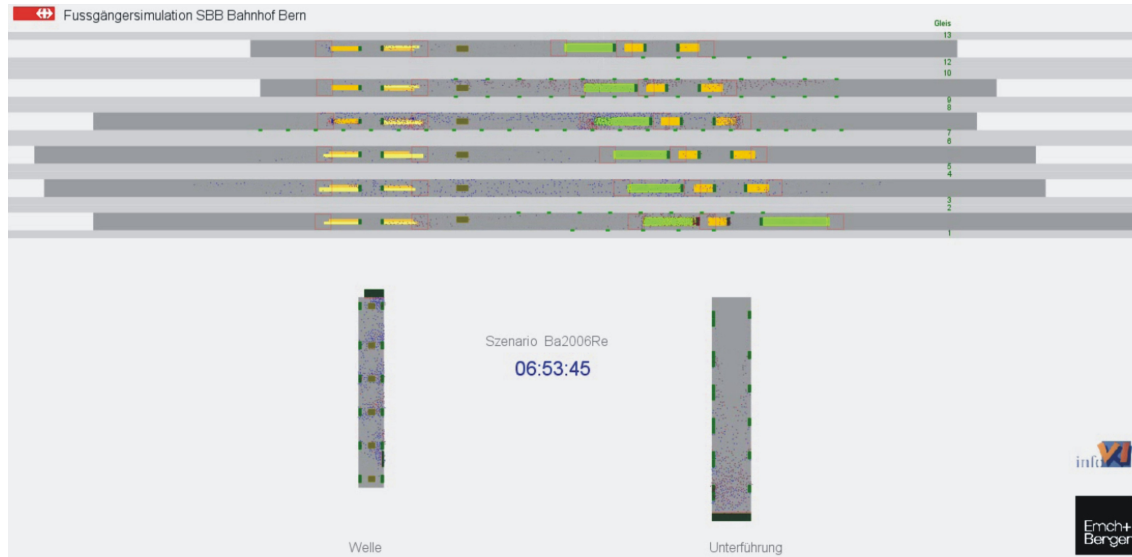 Fussgängersimulation SBB Bahnhof Bern
Gleis
13
12
10
9
8
7
6
5
4
3
2
1
Szenario Ba2006Re
06:53:45
Welle
Unterführung
info
VI
Emch+
Berger